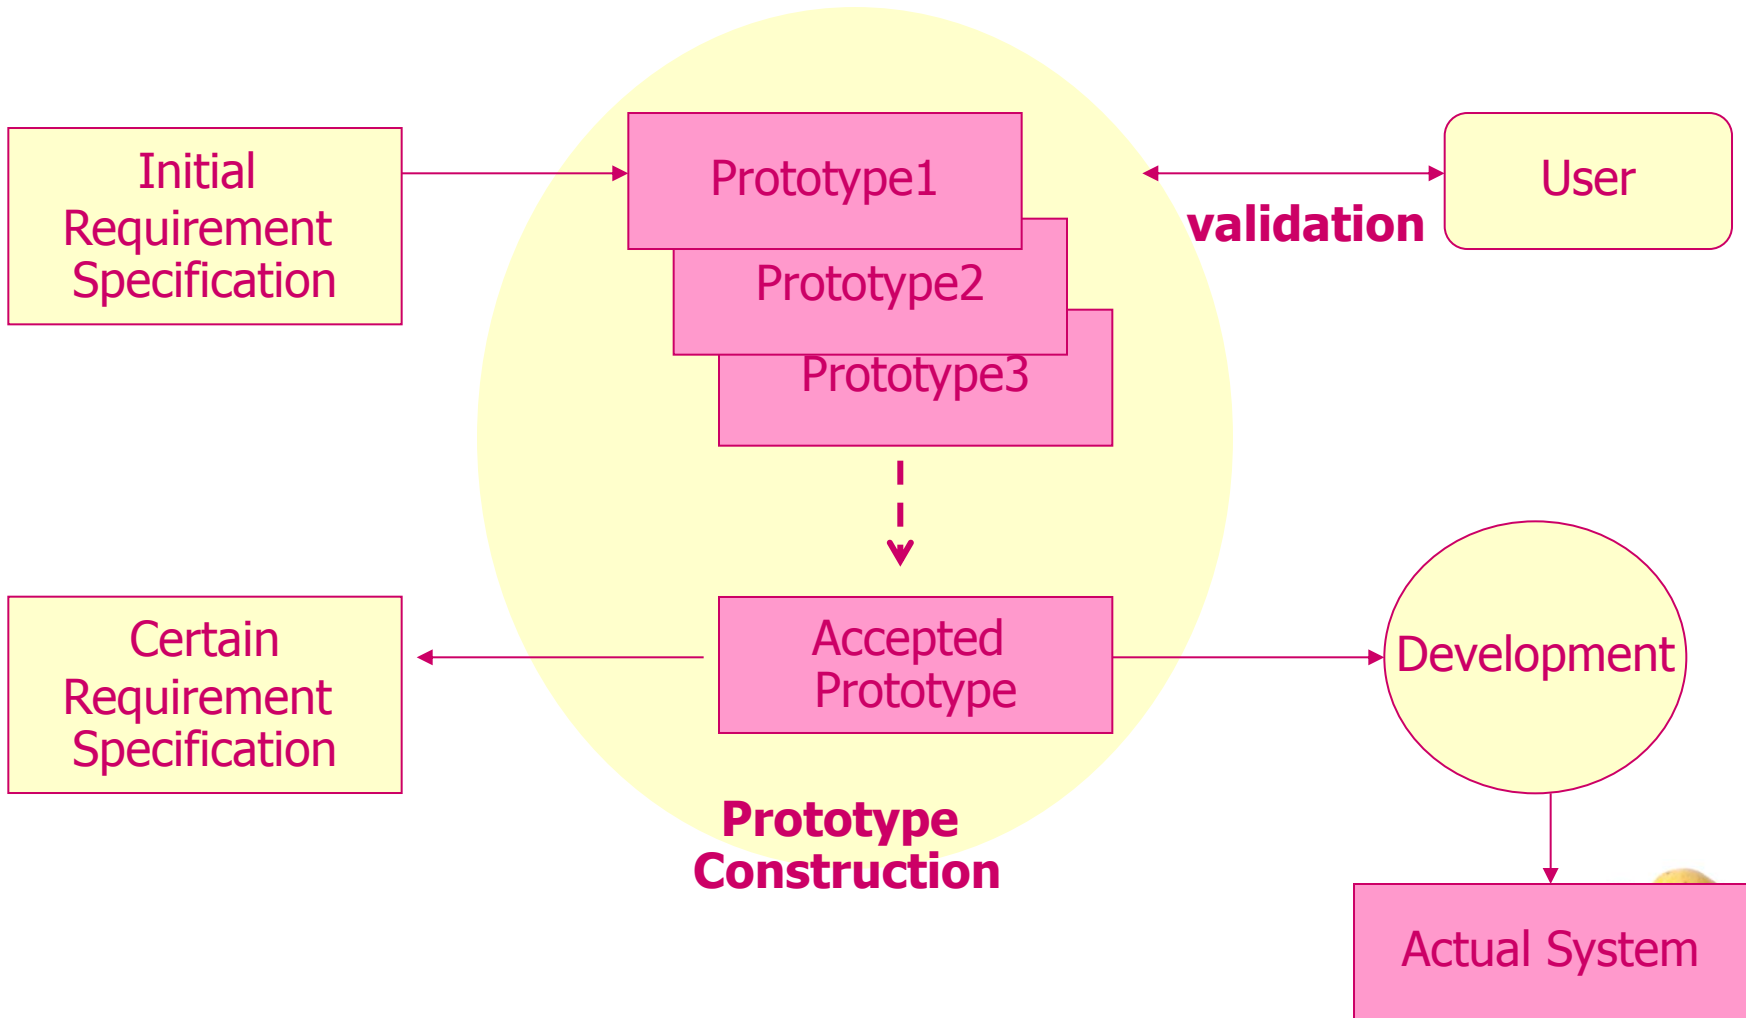 Initial
Requirement
Specification
Prototype1
User
validation
Prototype2
Prototype3
Certain
Requirement
Specification
Accepted
Prototype
Development
Prototype
Construction
Actual System